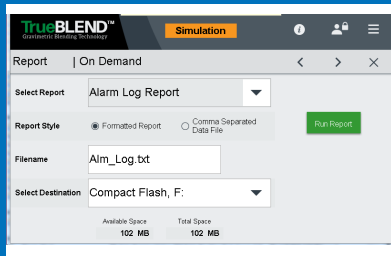 TrueBLEND™
Gravimetric Blending Technology
Simulation
Report | On Demand
Select Report
Alarm Log Report
Report Style
Formatted Report
Comma Separated
Data File
Run Report
Filename
Alm_Log.txt
Select Destination
Compact Flash, F:
Available Space
Total Space
102 MB
102 MB